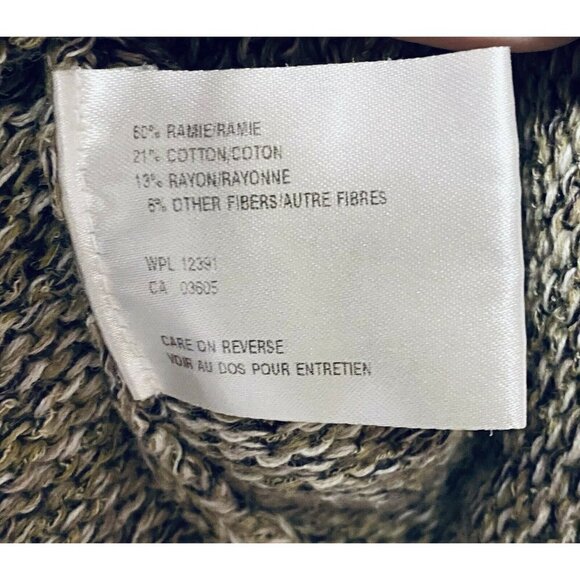 60% RAMIE/RAMIE
21% COTTON/COTON
13% RAYON/RAYONNE
6% OTHER FIBERS/AUTRE FIBRES
WPL 12391
CA 03605
CARE ON REVERSE
VOIR AU DOS POUR ENTRETIEN